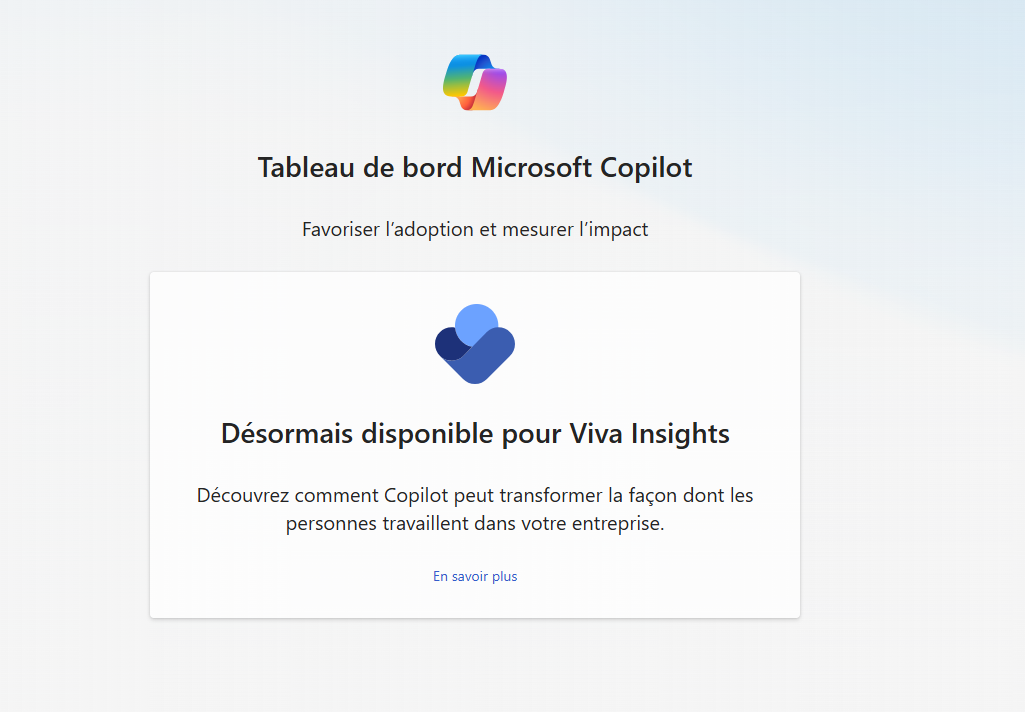 Tableau de bord Microsoft Copilot
Favoriser l’adoption et mesurer l’impact
Désormais disponible pour Viva Insights
Découvrez comment Copilot peut transformer la façon dont les
personnes travaillent dans votre entreprise.
En savoir plus